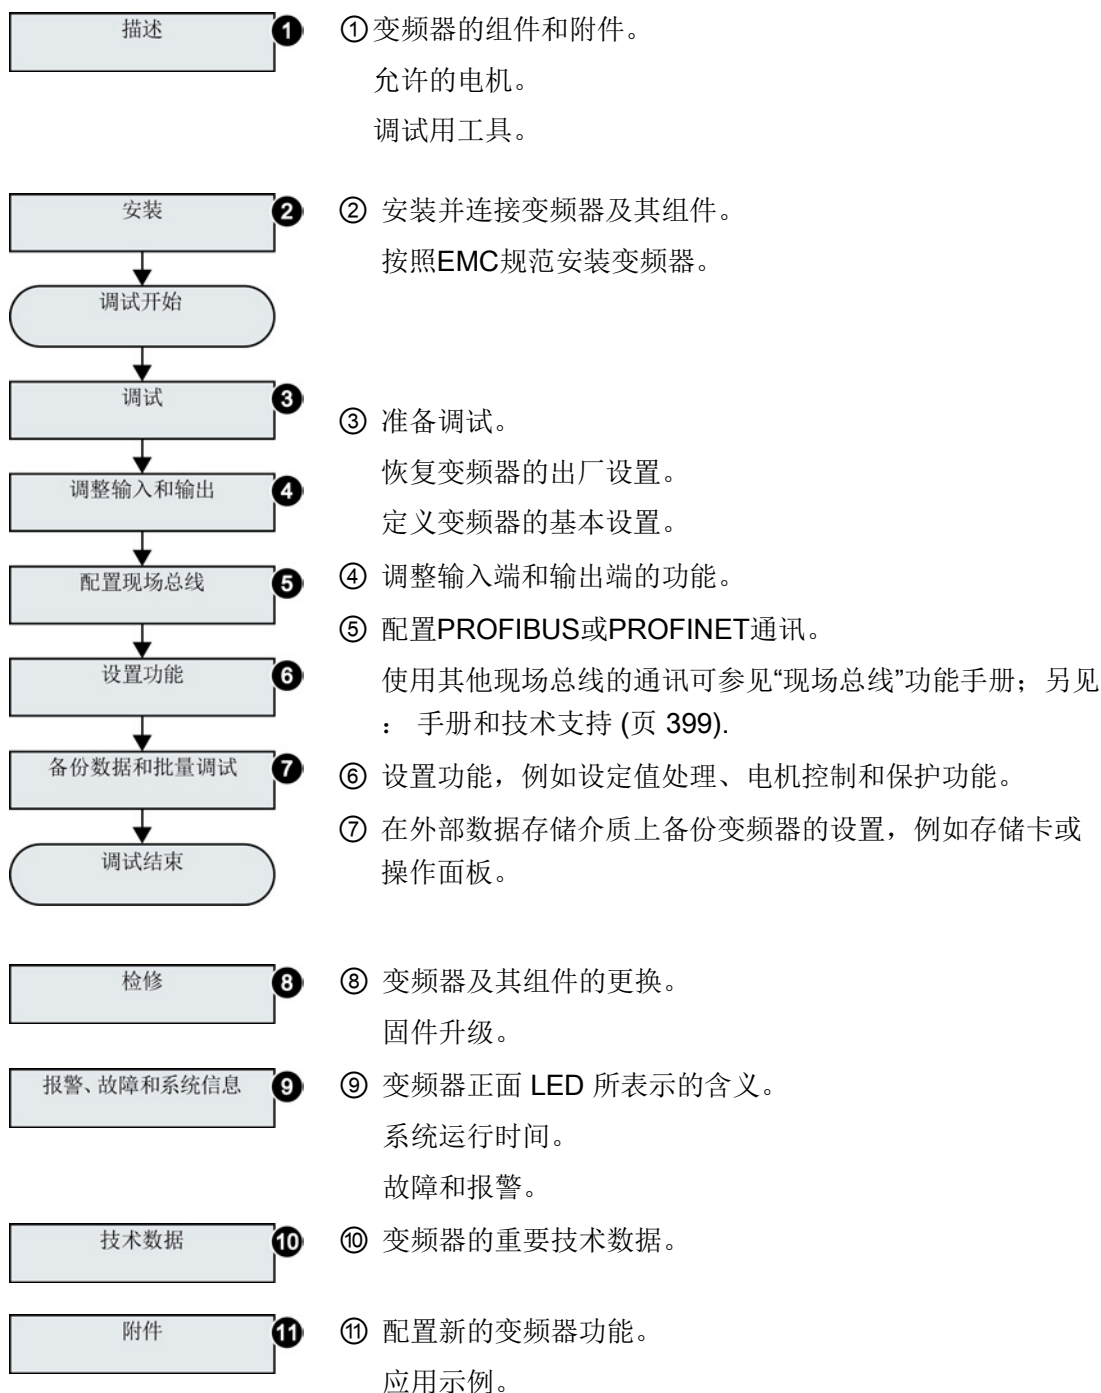 描述 ❶ ①变频器的组件和附件。
允许的电机。
调试用工具。
安装 ❷ ② 安装并连接变频器及其组件。
按照EMC规范安装变频器。
调试开始
调试 ❸
③ 准备调试。
恢复变频器的出厂设置。
调整输入和输出 ❹
定义变频器的基本设置。
④ 调整输入端和输出端的功能。
配置现场总线 ❺
⑤ 配置PROFIBUS或PROFINET通讯。
设置功能 ❻
使用其他现场总线的通讯可参见“现场总线”功能手册；另见
： 手册和技术支持 (页 399).
备份数据和批量调试 ❼
⑥ 设置功能，例如设定值处理、电机控制和保护功能。
⑦ 在外部数据存储介质上备份变频器的设置，例如存储卡或
操作面板。
调试结束
检修 ❽ ⑧ 变频器及其组件的更换。
固件升级。
报警、故障和系统信息 ❾ ⑨ 变频器正面 LED 所表示的含义。
系统运行时间。
故障和报警。
技术数据 ❿ ⑩ 变频器的重要技术数据。
附件 ⓫ ⑪ 配置新的变频器功能。
应用示例。